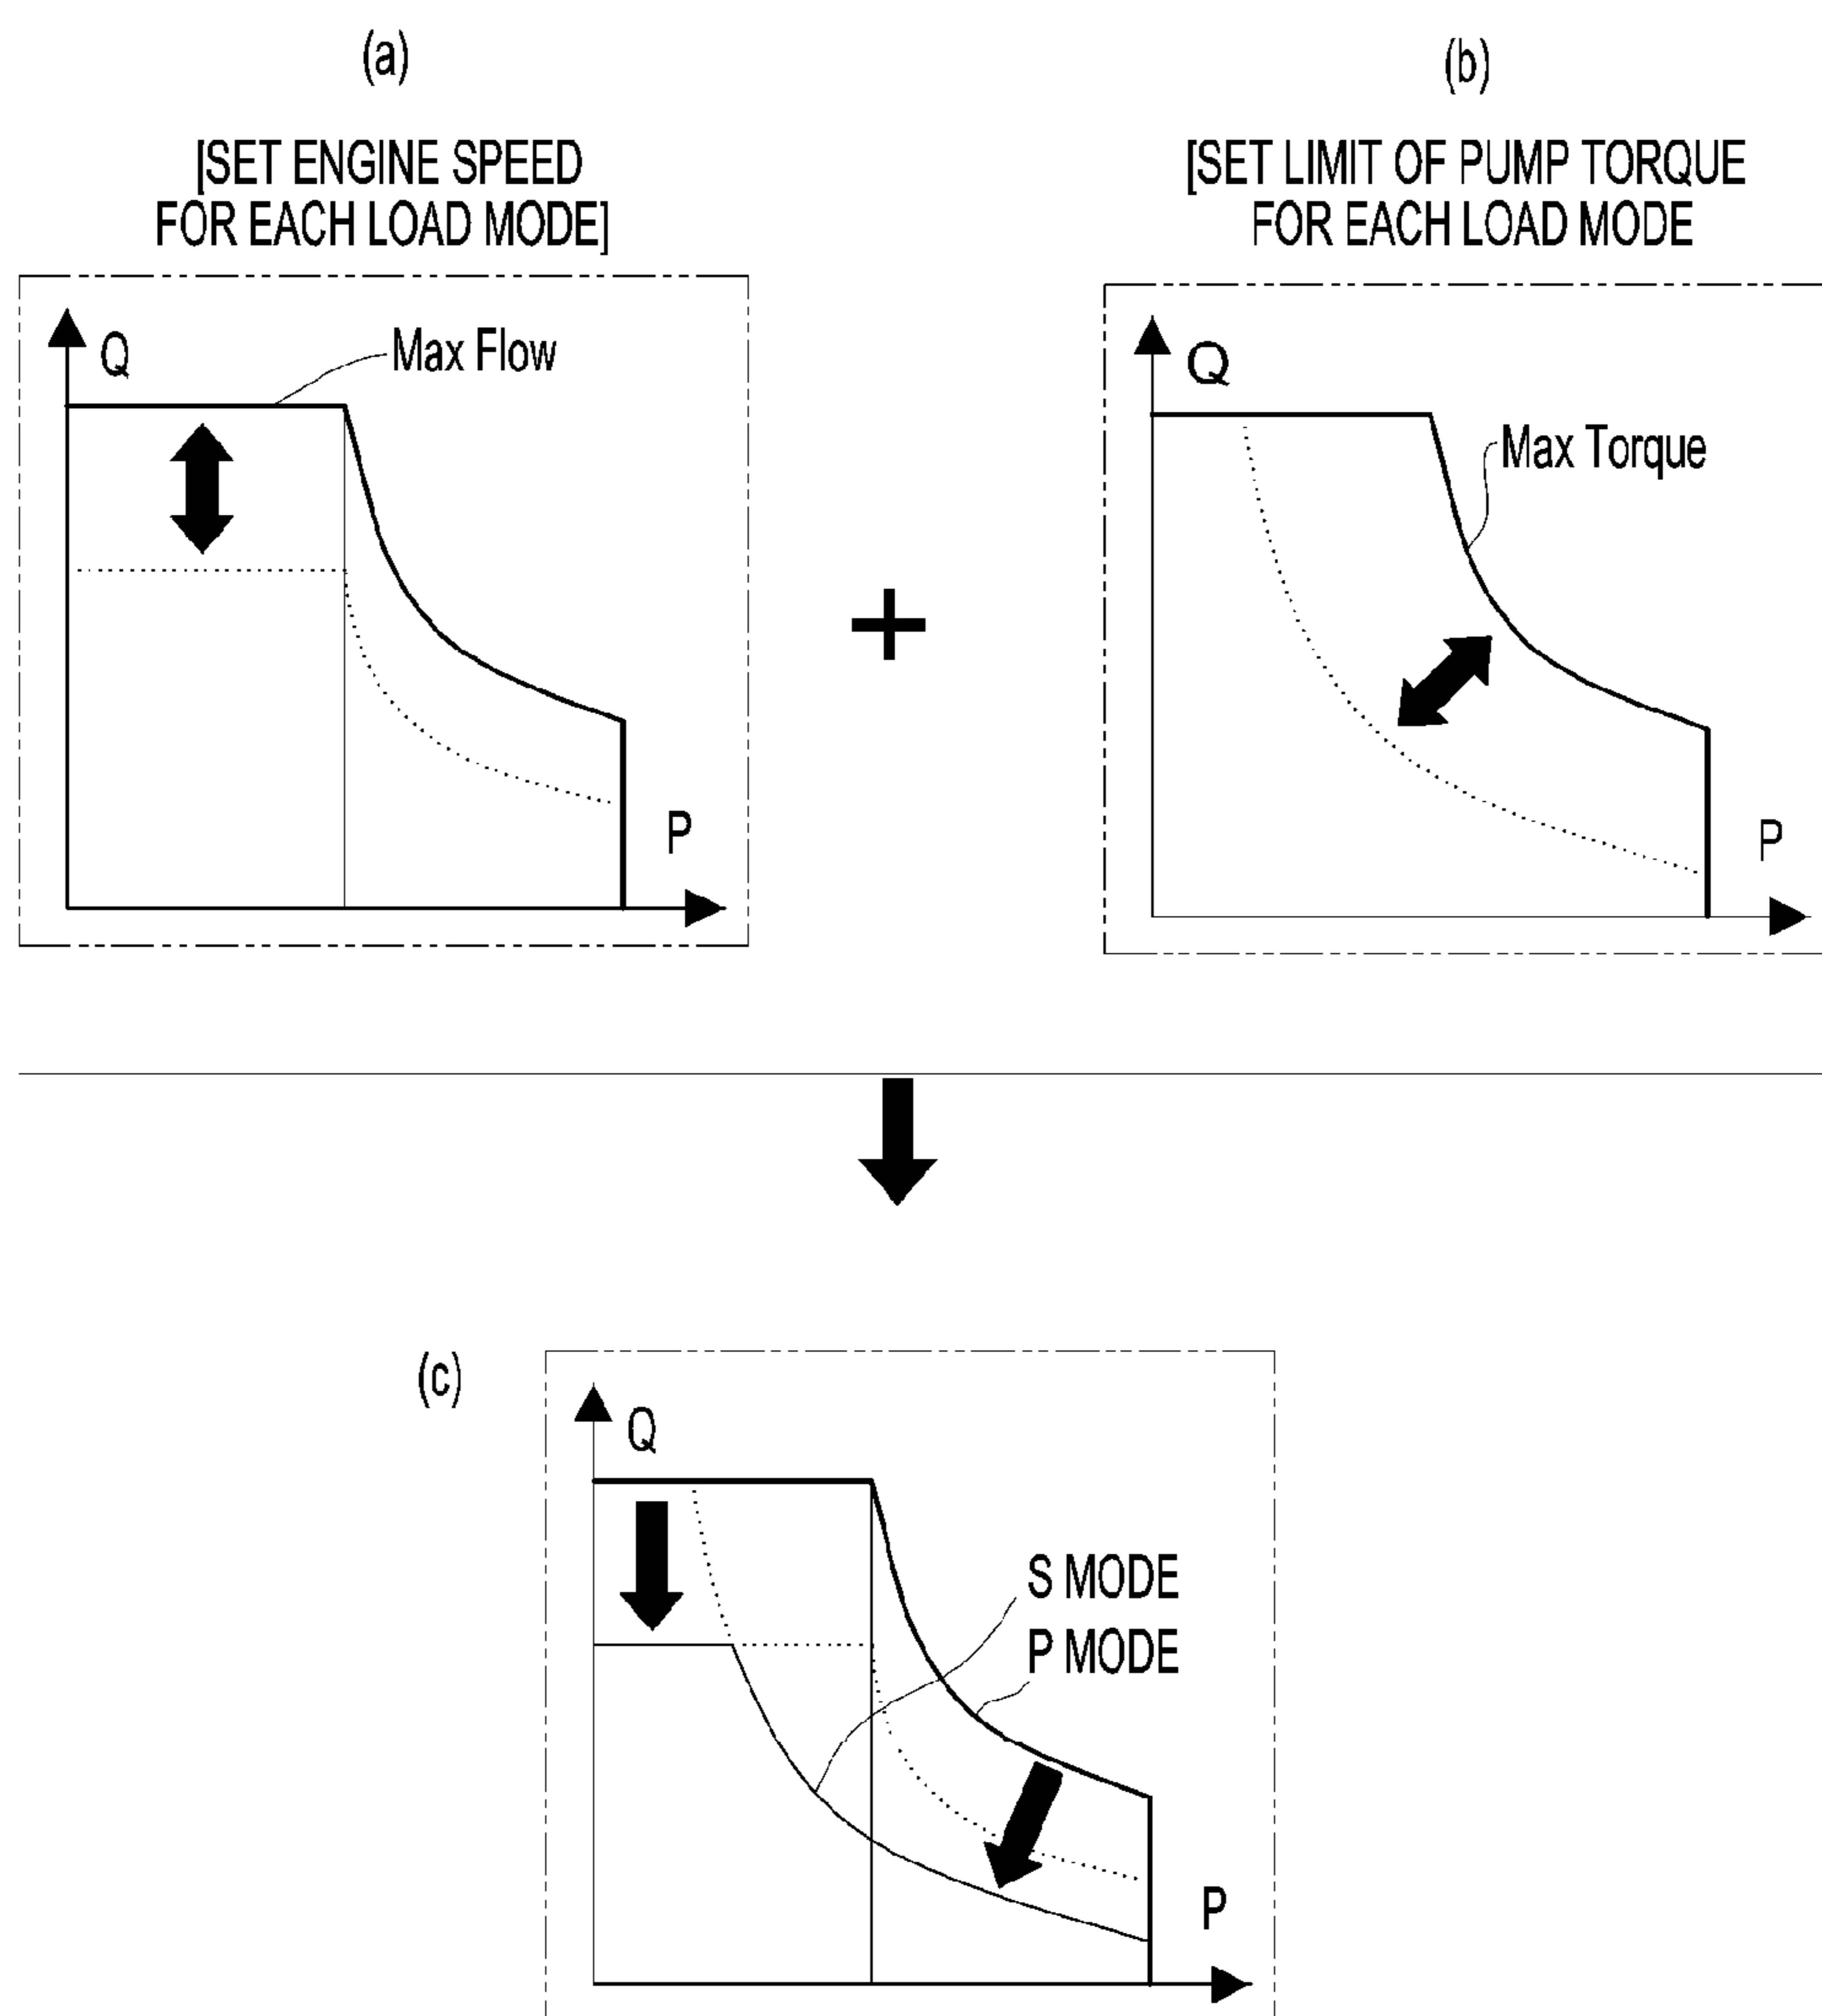 (a)
[SET ENGINE SPEED
FOR EACH LOAD MODE]
Q
Max Flow
P
+
(b)
[SET LIMIT OF PUMP TORQUE
FOR EACH LOAD MODE
Q
Max Torque
P
(c)
Q
S MODE
P MODE
P